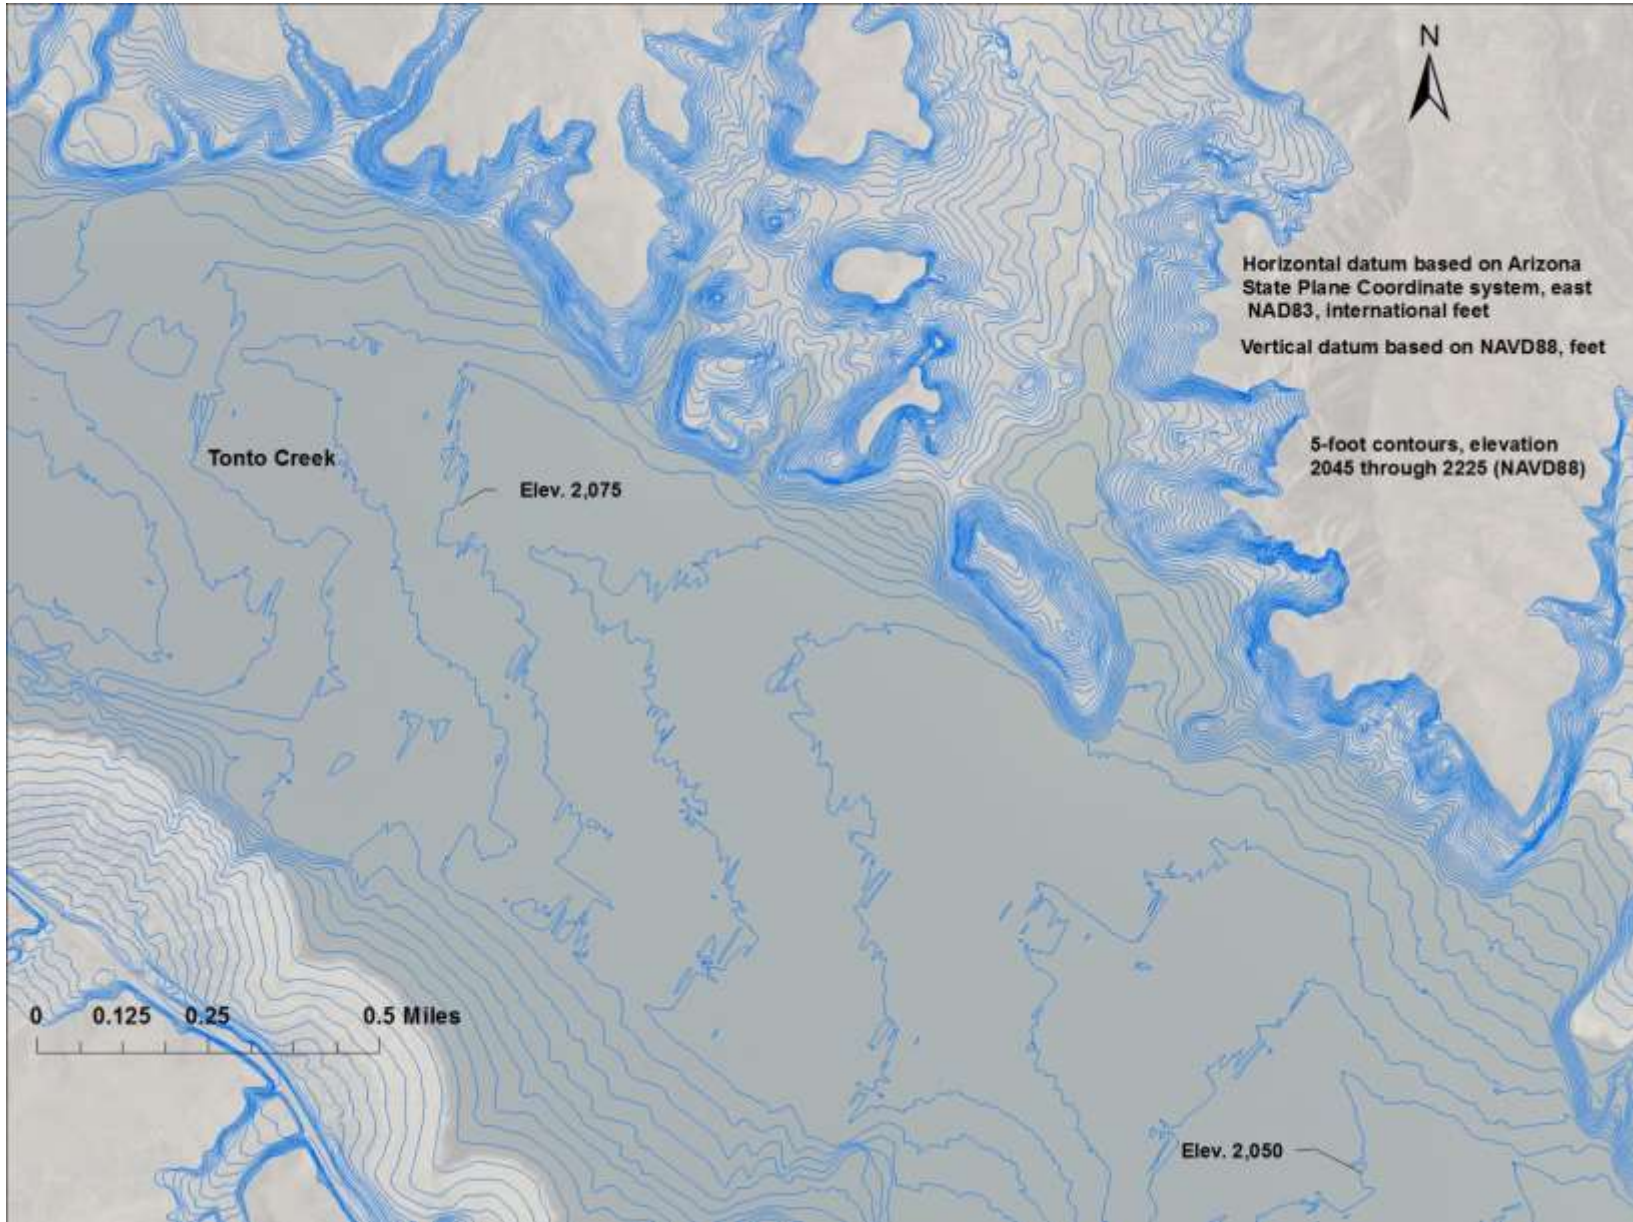 N
Horizontal datum based on Arizona
State Plane Coordinate system, east
NAD83, international feet
Vertical datum based on NAVD88, feet
5-foot contours, elevation
2045 through 2225 (NAVD88)
Tonto Creek
Elev. 2,075
0 0.125 0.25 0.5 Miles
Elev. 2,050